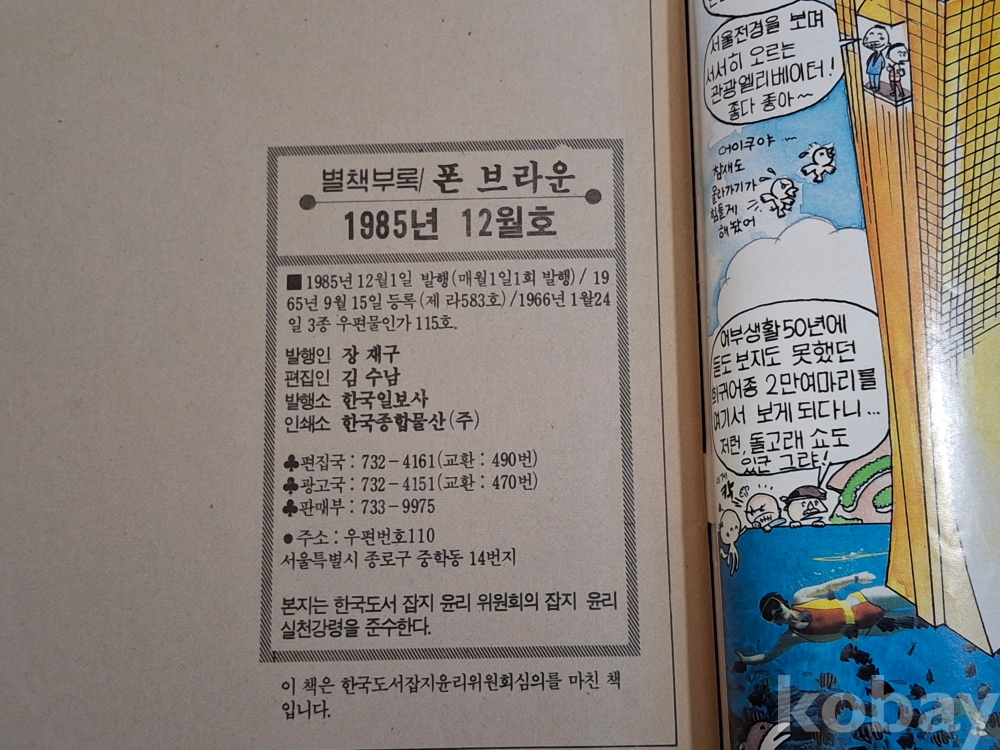 별책부록/ 폰 브라운
1985년 12월호
■1985년 12월1일 발행(매월1일1회 발행)/19
65년 9월 15일 등록(제 라583호)/1966년 1월24
일 3종 우편물인가 115호.
발행인 장 재구
편집인 김 수남
발행소 한국일보사
인쇄소 한국종합물산(주)
♣편집국 : 732-4161(교환 : 490번)
♣광고국 : 732-4151(교환 : 470번)
♣판매부 : 733-9975
●주소 : 우편번호110
서울특별시 종로구 중학동 14번지
본지는 한국도서 잡지 윤리 위원회의 잡지 윤리
실천강령을 준수한다.
이 책은 한국도서잡지윤리위원회심의를 마친 책
입니다.
서울전경을 보며
서서히 오르는
관광엘리베이터!
좋다 좋아~
어이쿠야…
참새도
올라가기가
힘들게
해놨어
어부생활50년에
듣도 보지도 못했던
희귀어종 2만여마리를
여기서 보게 되다니…
저런, 돌고래 쇼도
있군 그랴!
kobay